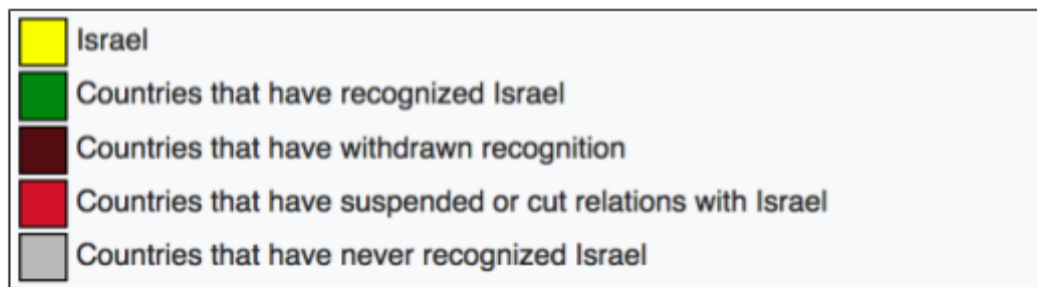 Israel
Countries that have recognized Israel
Countries that have withdrawn recognition
Countries that have suspended or cut relations with Israel
Countries that have never recognized Israel